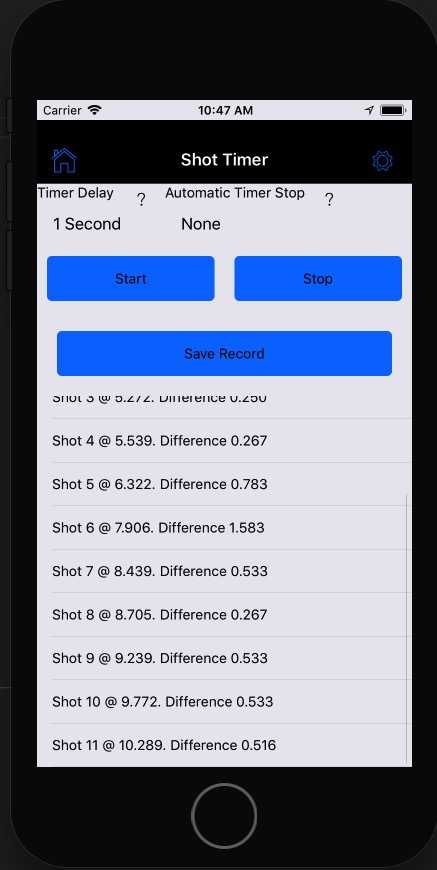 Carrier 10:47 AM
Shot Timer
Timer Delay ? Automatic Timer Stop ?
1 Second None
Start Stop
Save Record
Shot 3 @ 5.272. Difference 0.250
Shot 4 @ 5.539. Difference 0.267
Shot 5 @ 6.322. Difference 0.783
Shot 6 @ 7.906. Difference 1.583
Shot 7 @ 8.439. Difference 0.533
Shot 8 @ 8.705. Difference 0.267
Shot 9 @ 9.239. Difference 0.533
Shot 10 @ 9.772. Difference 0.533
Shot 11 @ 10.289. Difference 0.516